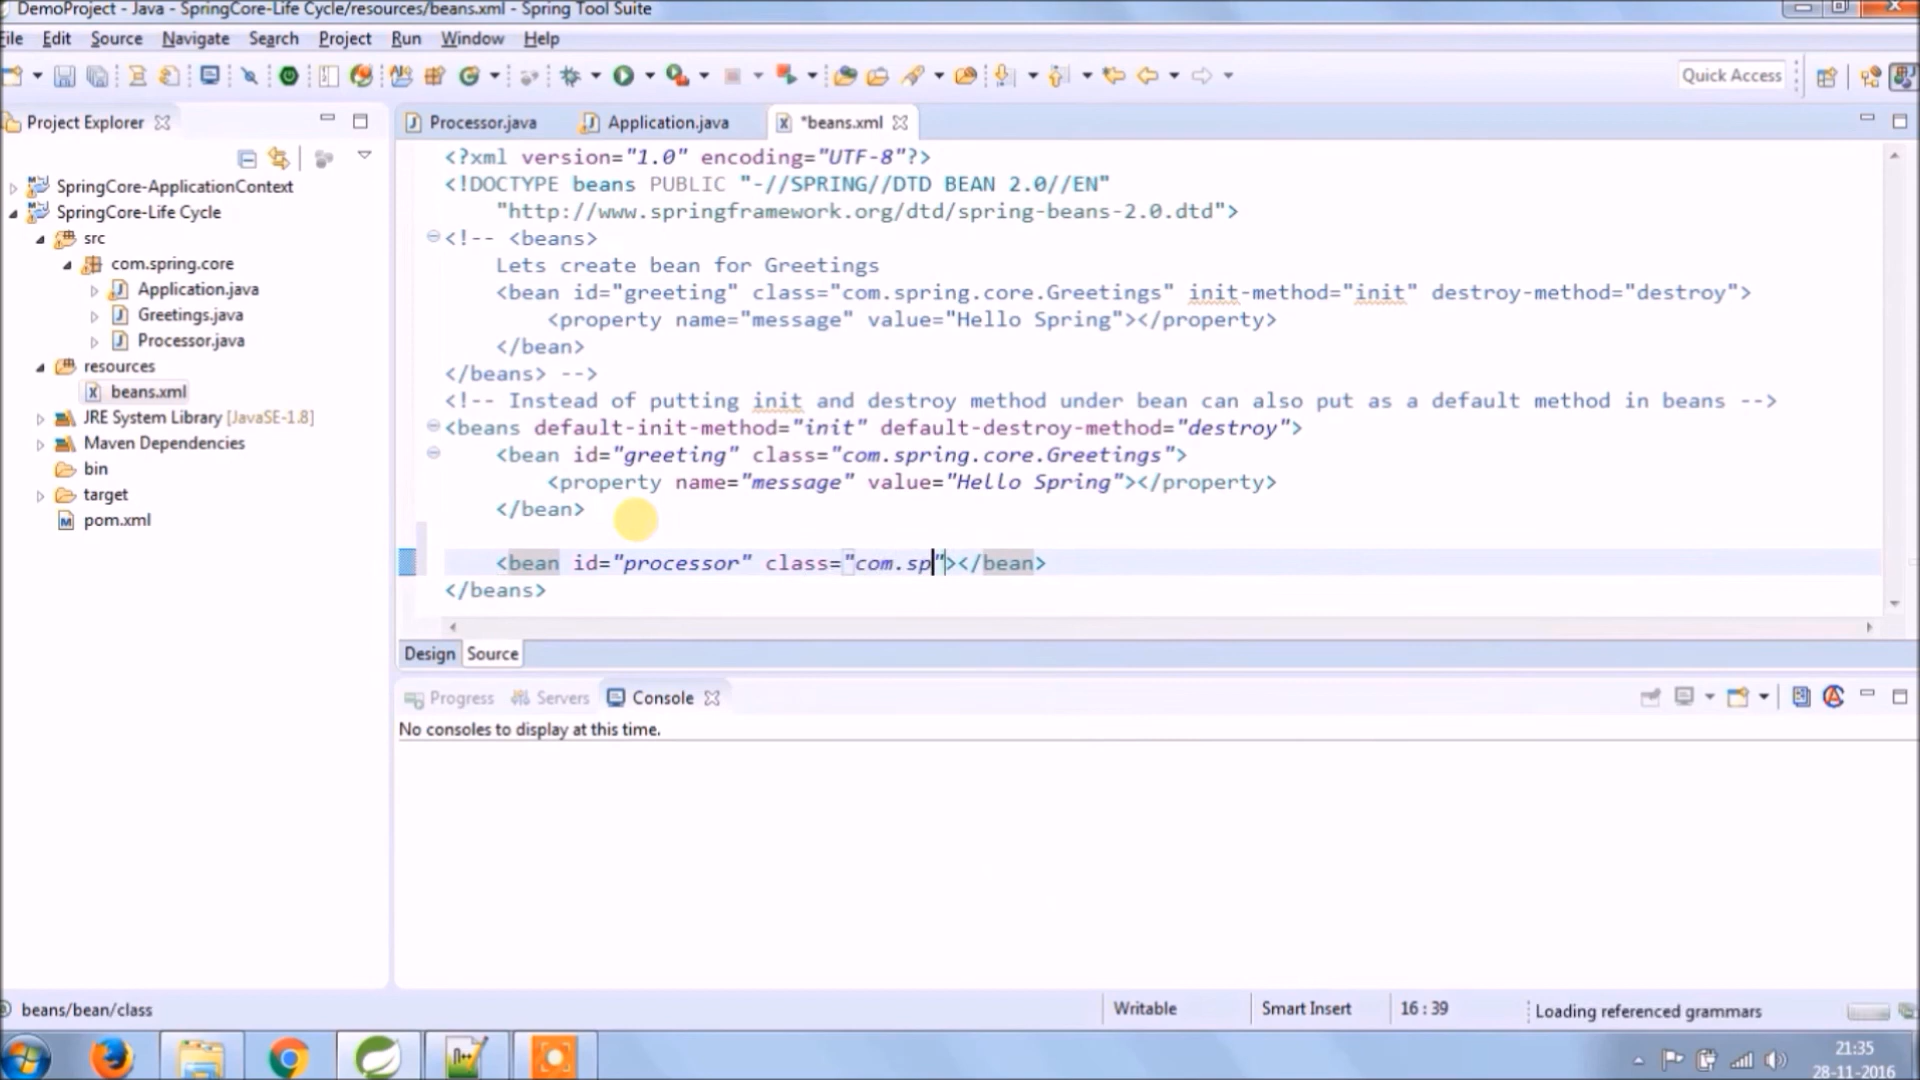 DemoProject - Java - SpringCore-Life Cycle/resources/beans.xml - Spring Tool Suite
File Edit Source Navigate Search Project Run Window Help
Quick Access
Project Explorer
Processor.java
Application.java
*beans.xml
SpringCore-ApplicationContext
SpringCore-Life Cycle
src
com.spring.core
Application.java
Greetings.java
Processor.java
resources
beans.xml
JRE System Library [JavaSE-1.8]
Maven Dependencies
bin
target
pom.xml
<?xml version="1.0" encoding="UTF-8"?>
<!DOCTYPE beans PUBLIC "-//SPRING//DTD BEAN 2.0//EN"
"http://www.springframework.org/dtd/spring-beans-2.0.dtd">
<!-- <beans>
Lets create bean for Greetings
<bean id="greeting" class="com.spring.core.Greetings" init-method="init" destroy-method="destroy">
<property name="message" value="Hello Spring"></property>
</bean>
</beans> -->
<!-- Instead of putting init and destroy method under bean can also put as a default method in beans -->
<beans default-init-method="init" default-destroy-method="destroy">
<bean id="greeting" class="com.spring.core.Greetings">
<property name="message" value="Hello Spring"></property>
</bean>
<bean id="processor" class="com.sp"></bean>
</beans>
Design Source
Progress Servers Console
No consoles to display at this time.
beans/bean/class
Writable
Smart Insert
16 : 39
Loading referenced grammars
21:35
28-11-2016